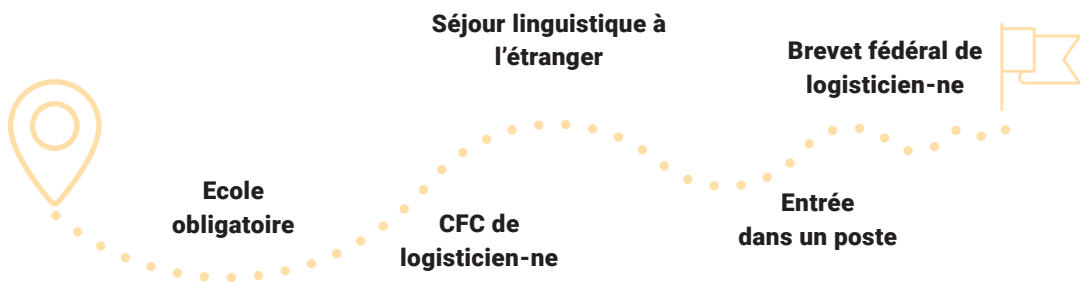 Ecole
obligatoire
CFC de
logisticien-ne
Séjour linguistique à
l’étranger
Entrée
dans un poste
Brevet fédéral de
logisticien-ne